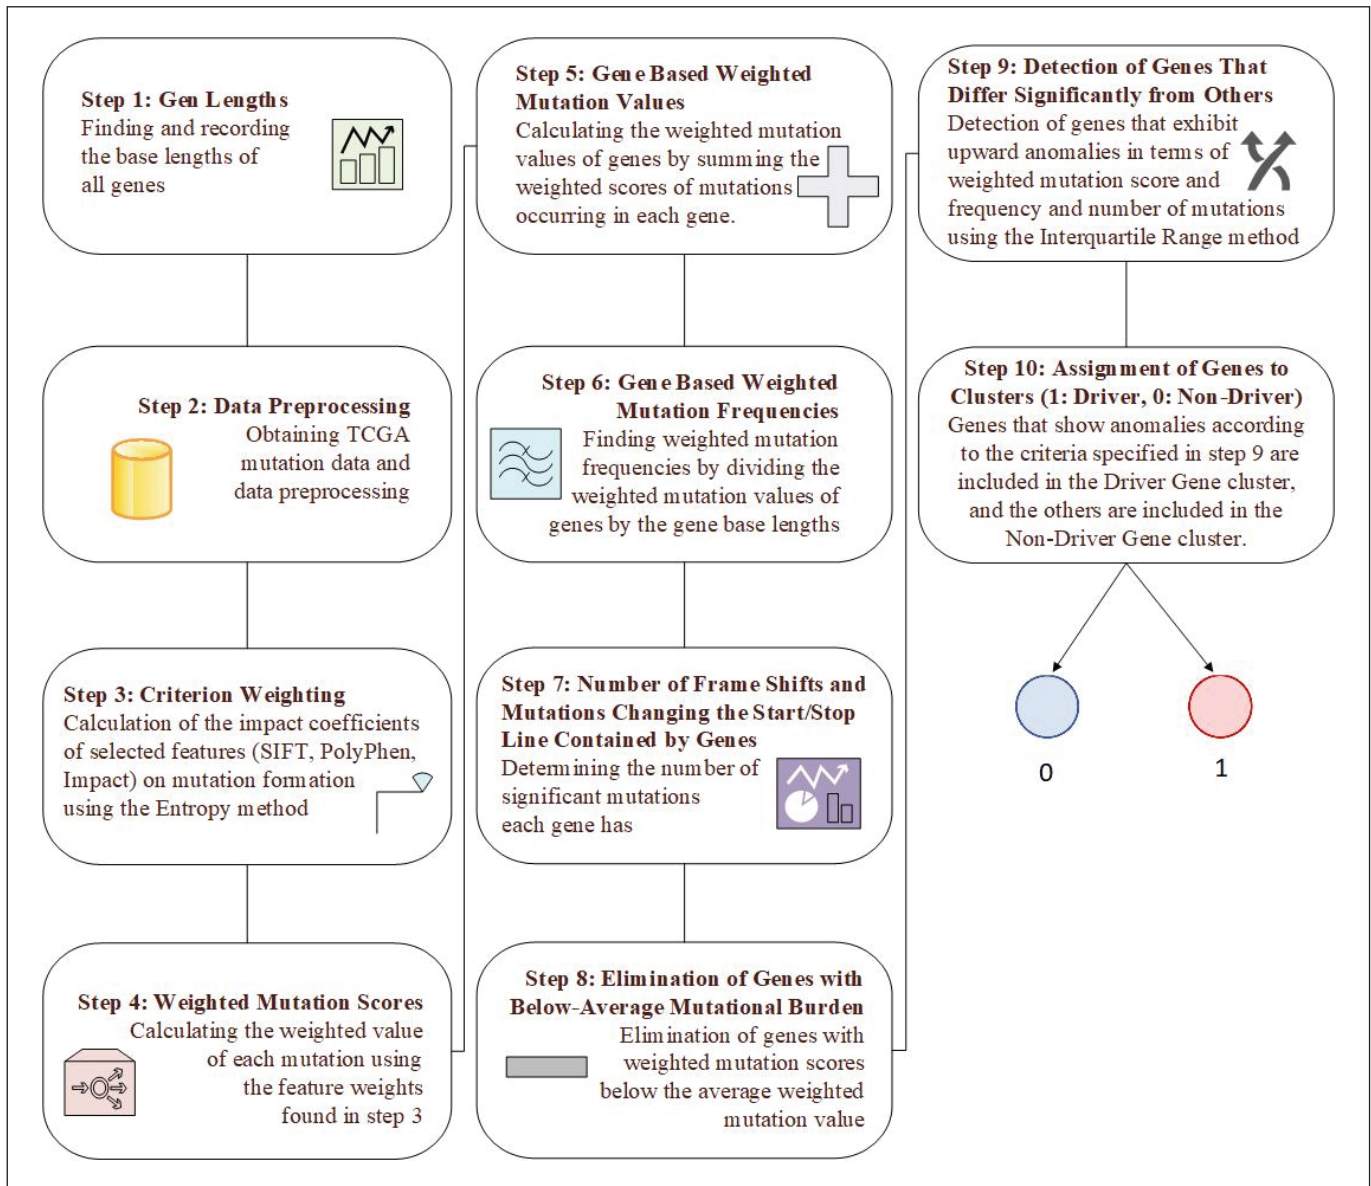 Step 1: Gen Lengths
Finding and recording
the base lengths of
all genes
Step 2: Data Preprocessing
Obtaining TCGA
mutation data and
data preprocessing
Step 3: Criterion Weighting
Calculation of the impact coefficients
of selected features (SIFT, PolyPhen,
Impact) on mutation formation
using the Entropy method
Step 4: Weighted Mutation Scores
Calculating the weighted value
of each mutation using
the feature weights
found in step 3
Step 5: Gene Based Weighted
Mutation Values
Calculating the weighted mutation
values of genes by summing the
weighted scores of mutations
occurring in each gene.
Step 6: Gene Based Weighted
Mutation Frequencies
Finding weighted mutation
frequencies by dividing the
weighted mutation values of
genes by the gene base lengths
Step 7: Number of Frame Shifts and
Mutations Changing the Start/Stop
Line Contained by Genes
Determining the number of
significant mutations
each gene has
Step 8: Elimination of Genes with
Below-Average Mutational Burden
Elimination of genes with
weighted mutation scores
below the average weighted
mutation value
Step 9: Detection of Genes That
Differ Significantly from Others
Detection of genes that exhibit
upward anomalies in terms of
weighted mutation score and
frequency and number of mutations
using the Interquartile Range method
Step 10: Assignment of Genes to
Clusters (1: Driver, 0: Non-Driver)
Genes that show anomalies according
to the criteria specified in step 9 are
included in the Driver Gene cluster,
and the others are included in the
Non-Driver Gene cluster.
0
1